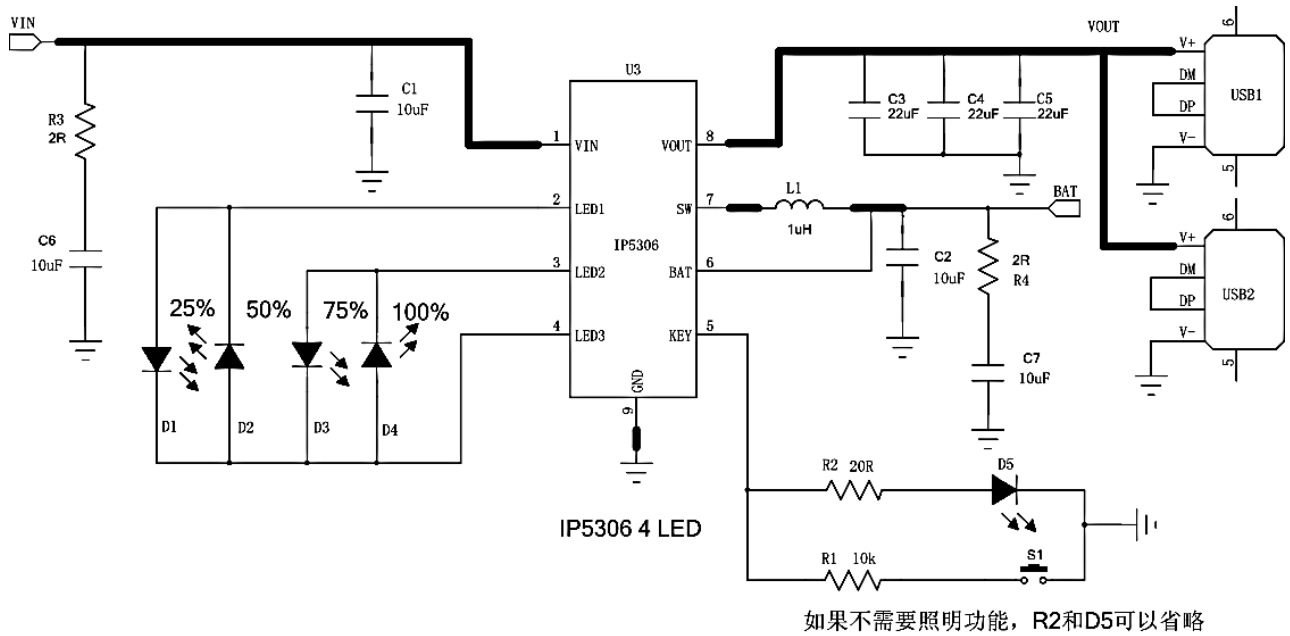 VIN
VOUT
6
U3
V+
C1
10uF
DM
R3
2R
C3
22uF
C4
22uF
C5
22uF
USB1
DP
1
VIN
VOUT
8
V-
5
2
LED1
SW
7
L1
1uH
BAT
6
C6
10uF
IP5306
V+
3
LED2
BAT
6
C2
10uF
2R
R4
DM
USB2
DP
25%
50%
75%
100%
4
LED3
KEY
5
V-
5
C7
10uF
GND
9
D1
D2
D3
D4
R2
20R
D5
IP5306 4 LED
R1
10k
S1
如果不需要照明功能，R2和D5可以省略